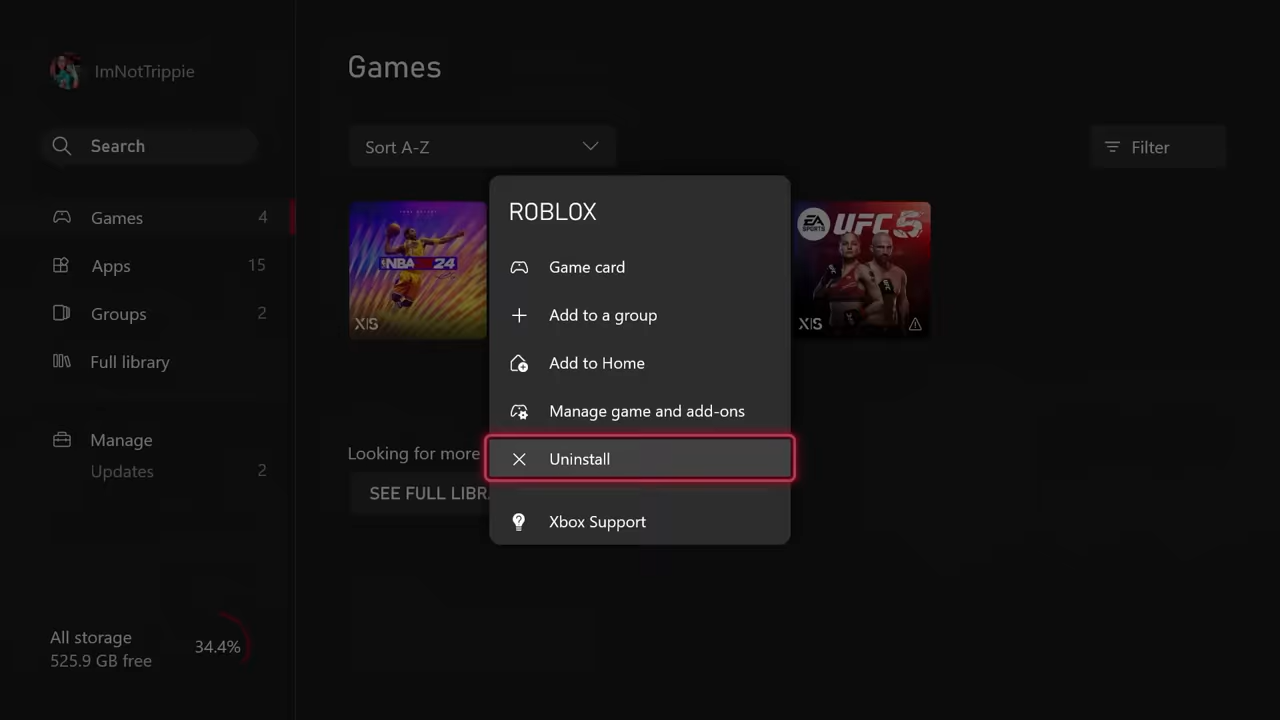 ImNotTrippie
Search
Games 4
Apps 15
Groups 2
Full library
Manage
Updates 2
All storage
525.9 GB free
34.4%
Games
Sort A-Z
Filter
NBA 24
X|S
EA
SPORTS
UFC 5
X|S
Looking for more
SEE FULL LIBR
ROBLOX
Game card
Add to a group
Add to Home
Manage game and add-ons
Uninstall
Xbox Support